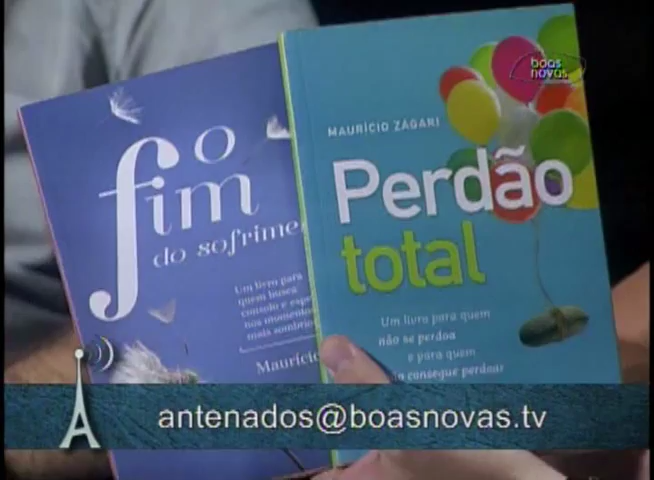 boas
novas
O
fim
do sofrime
Um livro para
quem busca
consolo e espe
nos momentos
mais sombrios
Maurício
MAURÍCIO ZÁGARI
Perdão
total
Um livro para quem
não se perdoa
e para quem
consegue perdoar
antenados@boasnovas.tv